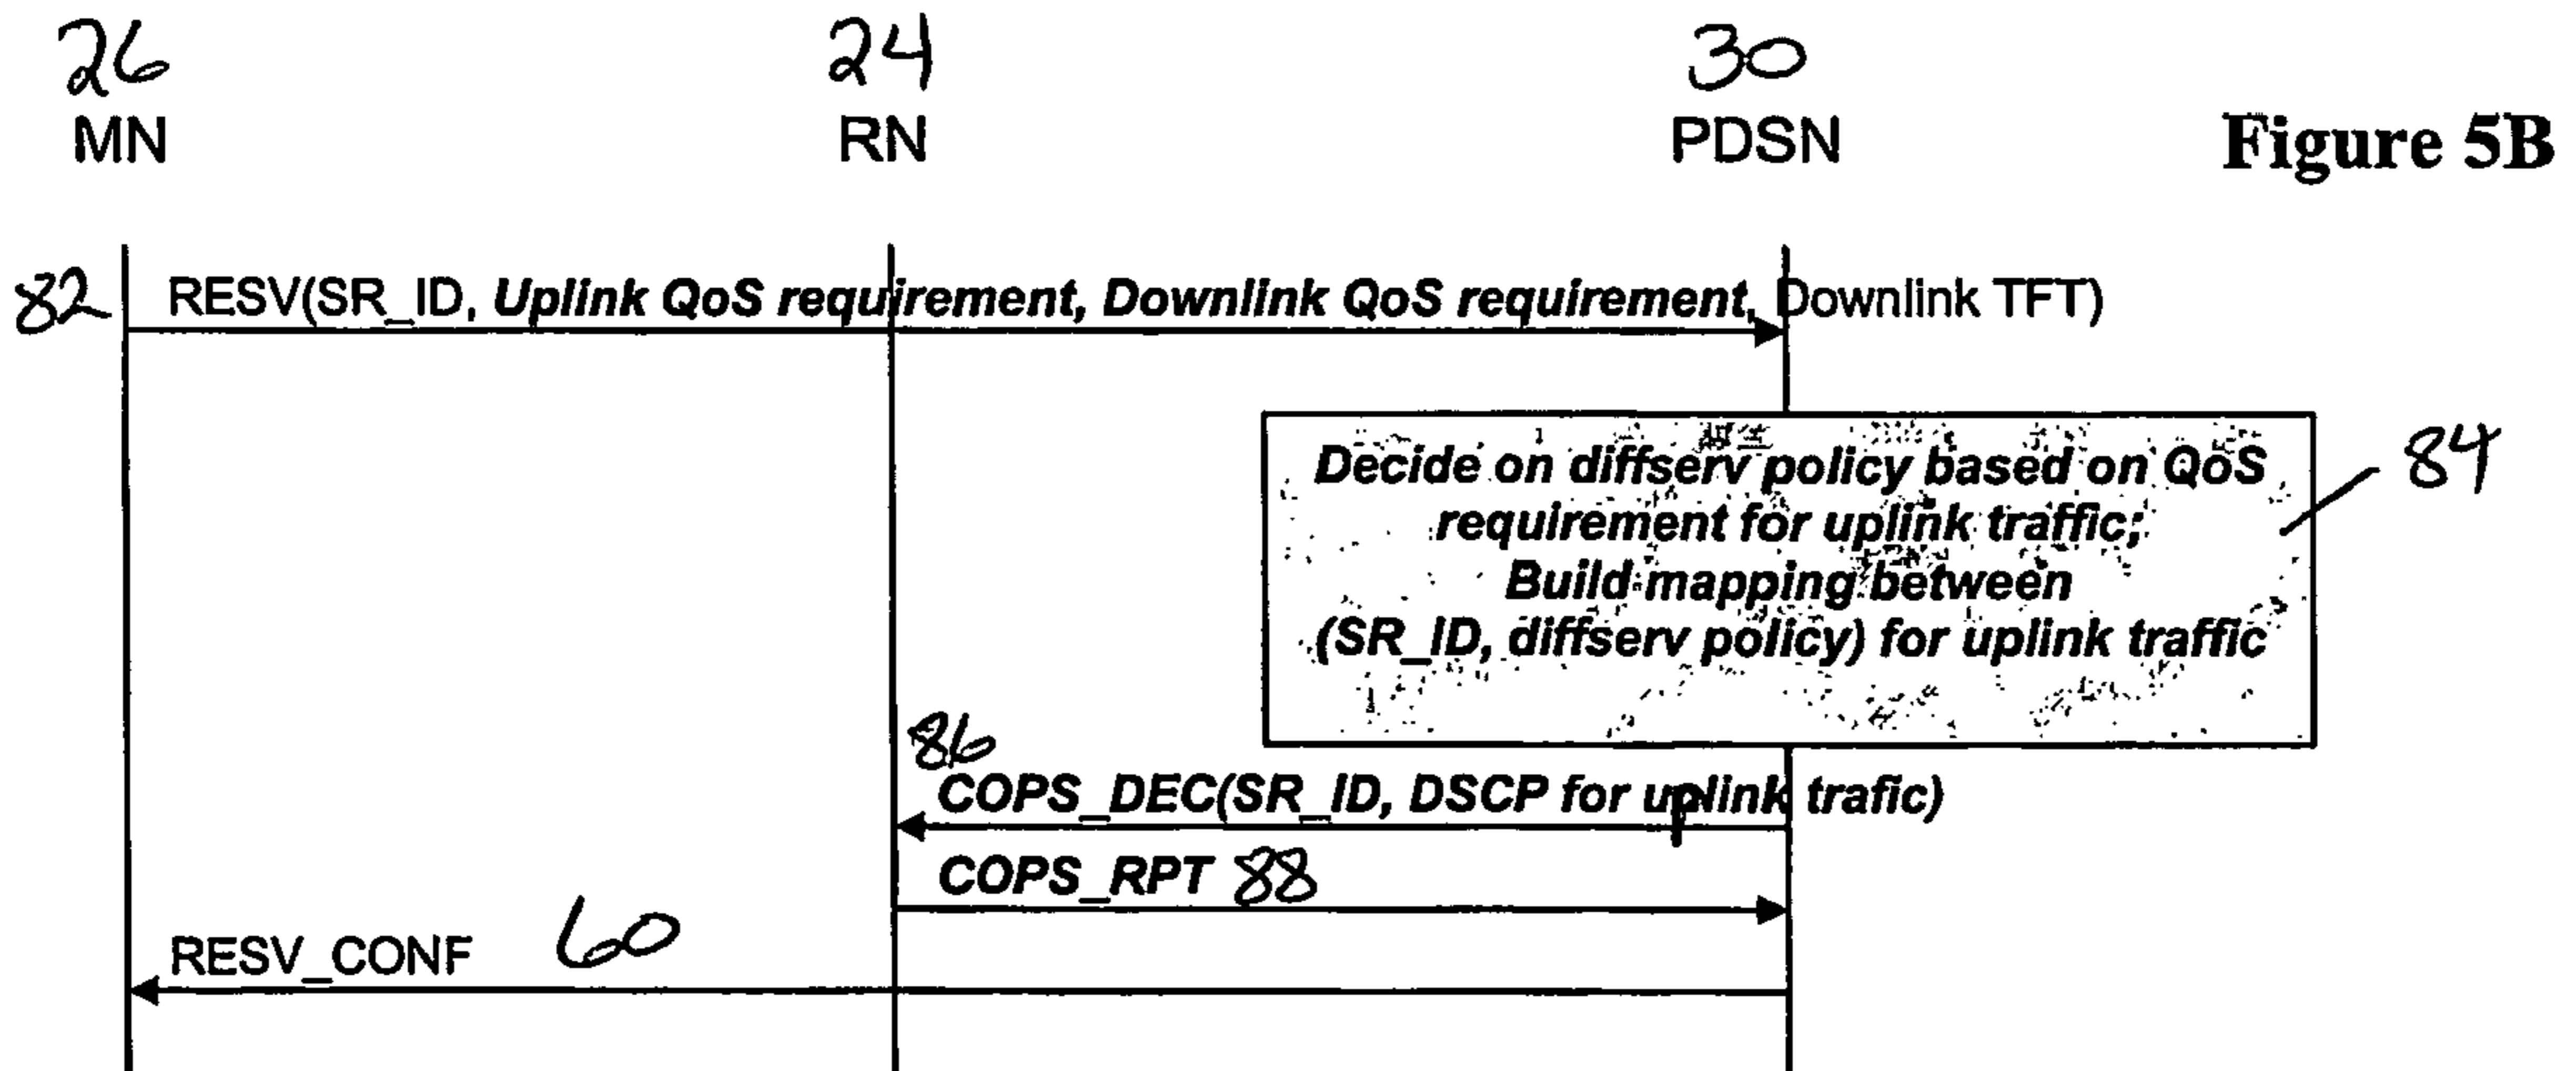 26
24
30
MN
RN
PDSN
Figure 5B
82
RESV(SR_ID, Uplink QoS requirement, Downlink QoS requirement, Downlink TFT)
Decide on diffserv policy based on QoS
requirement for uplink traffic;
Build mapping between
(SR_ID, diffserv policy) for uplink traffic
84
86
COPS_DEC(SR_ID, DSCP for uplink trafic)
COPS_RPT 88
RESV_CONF 60